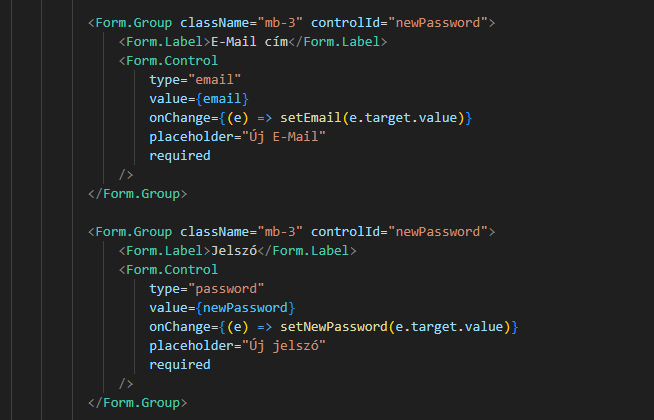 <Form.Group className="mb-3" controlId="newPassword">
<Form.Label>E-Mail cím</Form.Label>
<Form.Control
type="email"
value={email}
onChange={(e) => setEmail(e.target.value)}
placeholder="Új E-Mail"
required
/>
</Form.Group>
<Form.Group className="mb-3" controlId="newPassword">
<Form.Label>Jelszó</Form.Label>
<Form.Control
type="password"
value={newPassword}
onChange={(e) => setNewPassword(e.target.value)}
placeholder="Új jelszó"
required
/>
</Form.Group>